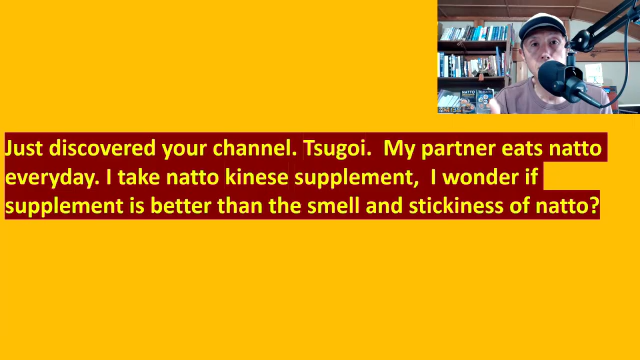 Just discovered your channel. Tsugoi. My partner eats natto
everyday. I take natto kinese supplement, I wonder if
supplement is better than the smell and stickiness of natto?